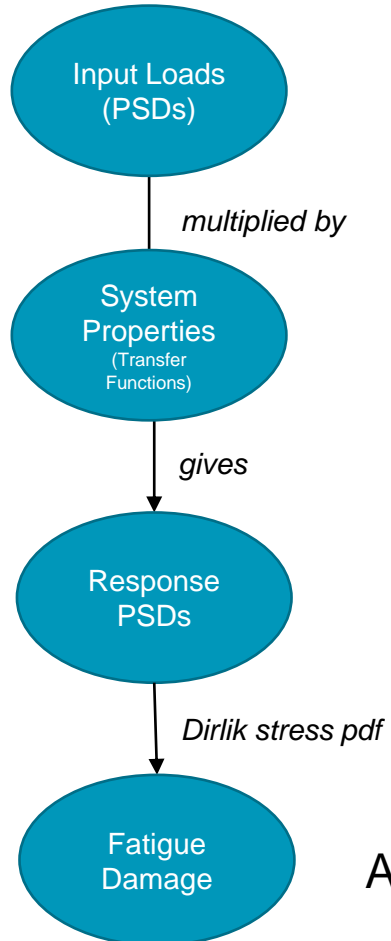 Input Loads
(PSDs)
multiplied by
System
Properties
(Transfer
Functions)
gives
Response
PSDs
Dirlik stress pdf
Fatigue
Damage
A